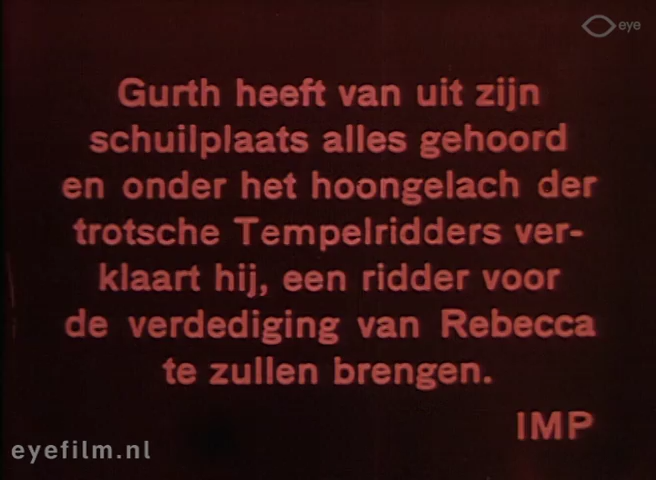 eye
Gurth heeft van uit zijn
schuilplaats alles gehoord
en onder het hoongelach der
trotsche Tempelridders ver-
klaart hij, een ridder voor
de verdediging van Rebecca
te zullen brengen.
IMP
eyefilm.nl